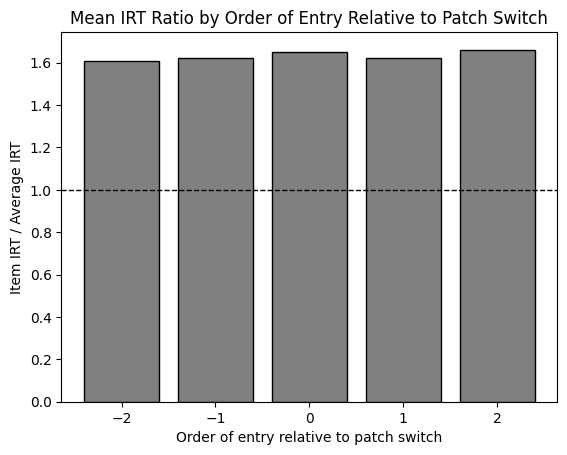 Mean IRT Ratio by Order of Entry Relative to Patch Switch
Item IRT / Average IRT
1.6
1.4
1.2
1.0
0.8
0.6
0.4
0.2
0.0
−2 −1 0 1 2
Order of entry relative to patch switch